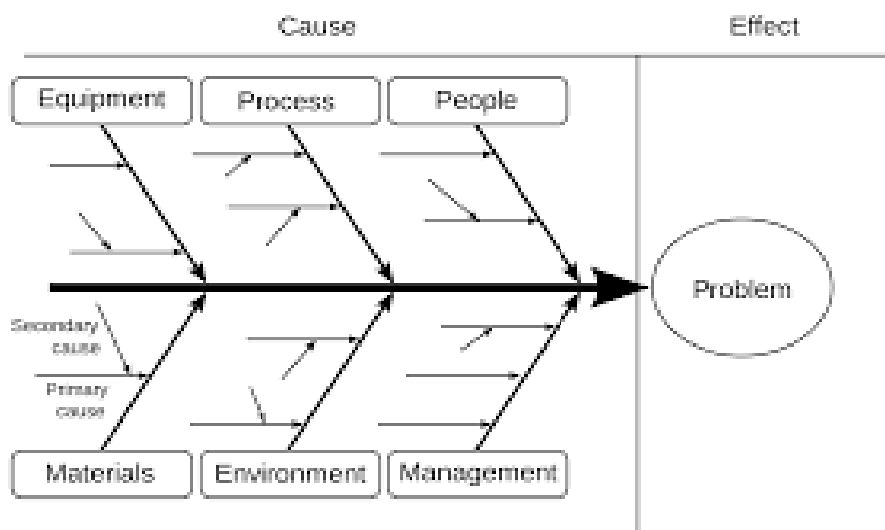 Cause
Effect
Equipment
Process
People
Problem
Secondary
cause
Primary
cause
Materials
Environment
Management